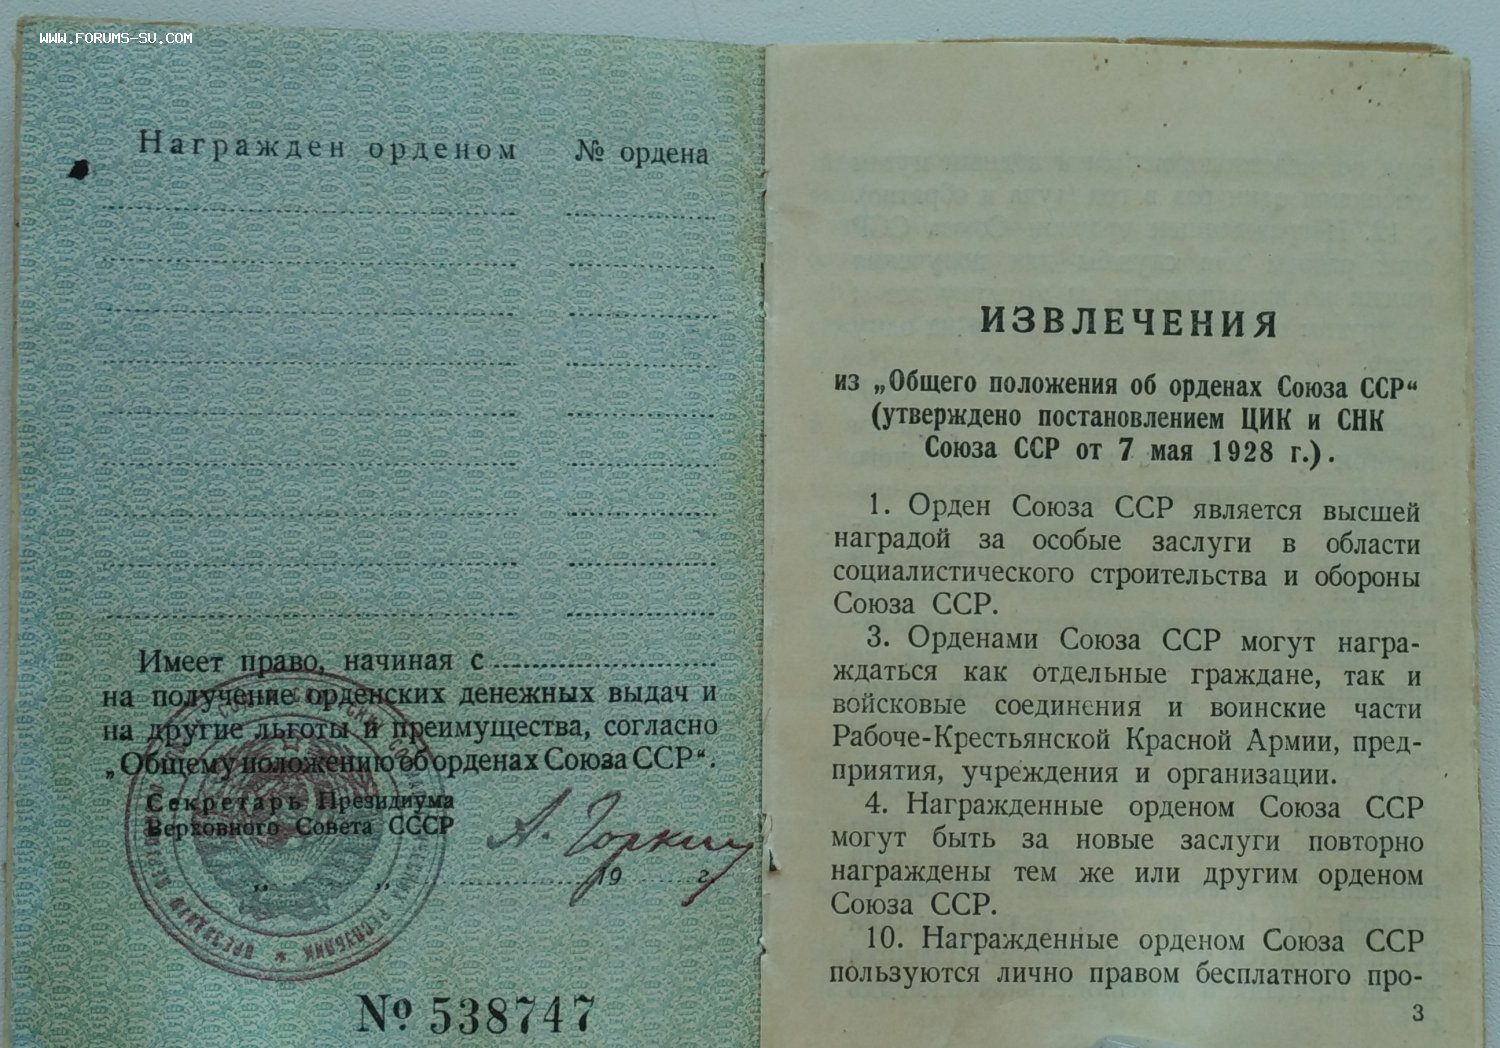 WWW.FORUMS-SU.COM
Награжден орденом № ордена
Имеет право, начиная с
на получение орденских денежных выдач и
на другие льготы и преимущества, согласно
„Общему положению об орденах Союза ССР“.
Секретарь Президиума
Верховного Совета СССР
А. Горкин
„ „ 19 г.
№ 538747
ИЗВЛЕЧЕНИЯ
из „Общего положения об орденах Союза ССР“
(утверждено постановлением ЦИК и СНК
Союза ССР от 7 мая 1928 г.).
1. Орден Союза ССР является высшей
наградой за особые заслуги в области
социалистического строительства и обороны
Союза ССР.
3. Орденами Союза ССР могут награ-
ждаться как отдельные граждане, так и
войсковые соединения и воинские части
Рабоче-Крестьянской Красной Армии, пред-
приятия, учреждения и организации.
4. Награжденные орденом Союза ССР
могут быть за новые заслуги повторно
награждены тем же или другим орденом
Союза ССР.
10. Награжденные орденом Союза ССР
пользуются лично правом бесплатного про-
3